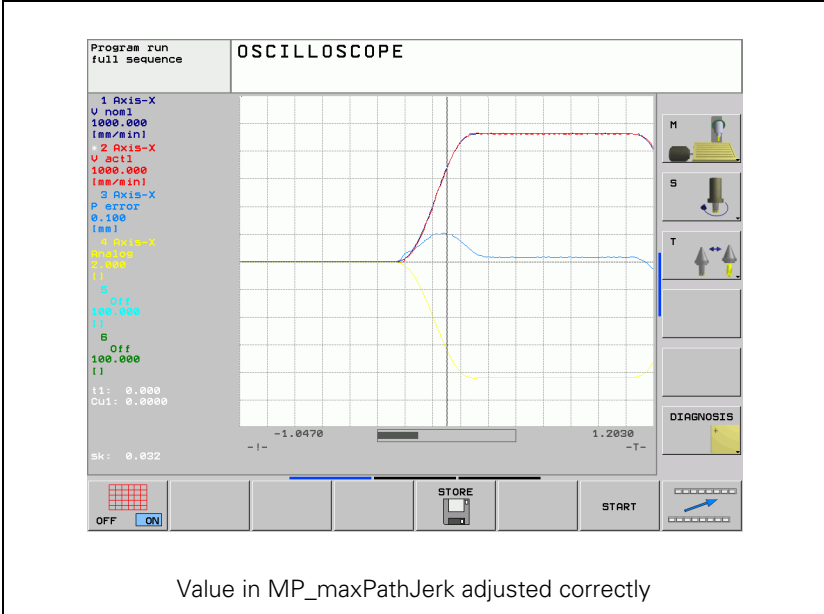 Program run
full sequence
OSCILLOSCOPE
1 Axis-X
V noml
1000.000
[mm/min]
2 Axis-X
V actl
1000.000
[mm/min]
3 Axis-X
P error
0.100
[mm]
4 Axis-X
Analog
2.000
[]
5
Off
100.000
[]
6
Off
100.000
[]
t1: 0.000
Cu1: 0.0000
sk: 0.032
-1.0470
1.2030
-!-
-T-
M
S
T
DIAGNOSIS
OFF ON
STORE
START
Value in MP_maxPathJerk adjusted correctly